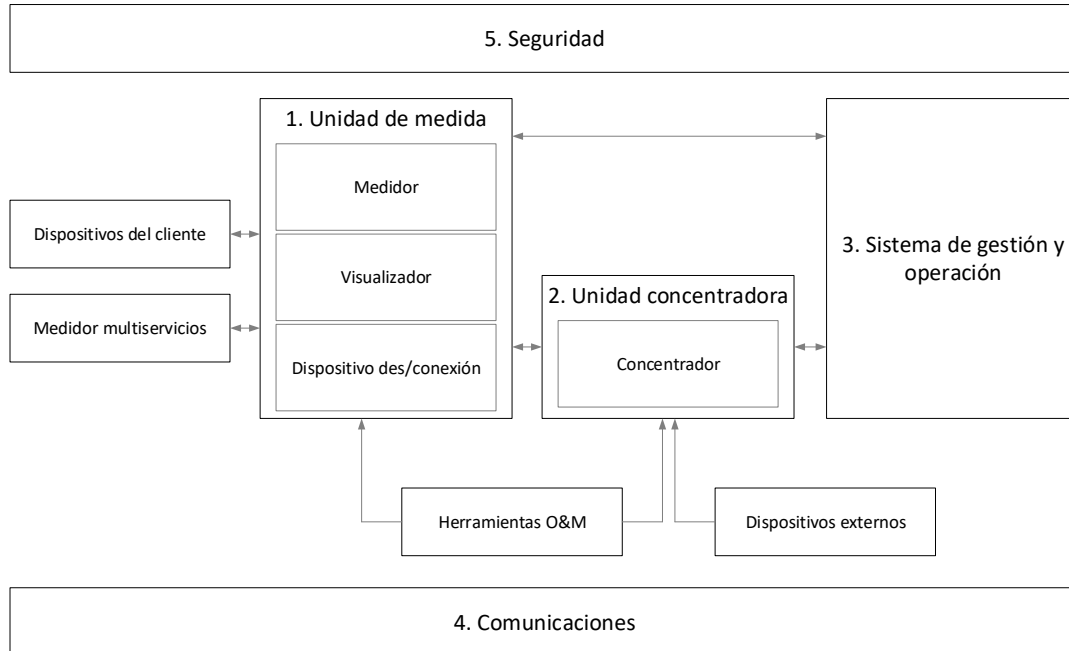 5. Seguridad
1. Unidad de medida
Medidor
Visualizador
Dispositivo des/conexión
Dispositivos del cliente
Medidor multiservicios
2. Unidad concentradora
Concentrador
3. Sistema de gestión y
operación
Herramientas O&M
Dispositivos externos
4. Comunicaciones